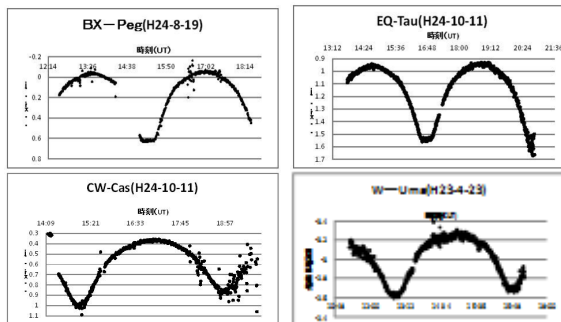 BX－Peg(H24-8-19)
時刻(UT)
12:14 13:26 14:38 15:50 17:02 18:14
-0.2
0
0.2
0.4
0.6
0.8
EQ-Tau(H24-10-11)
時刻(UT)
13:12 14:24 15:36 16:48 18:00 19:12 20:24 21:36
0.9
1
1.1
1.2
1.3
1.4
1.5
1.6
1.7
CW-Cas(H24-10-11)
時刻(UT)
14:09 15:21 16:33 17:45 18:57
0.3
0.4
0.5
0.6
0.7
0.8
0.9
1
1.1
W－Uma(H23-4-23)